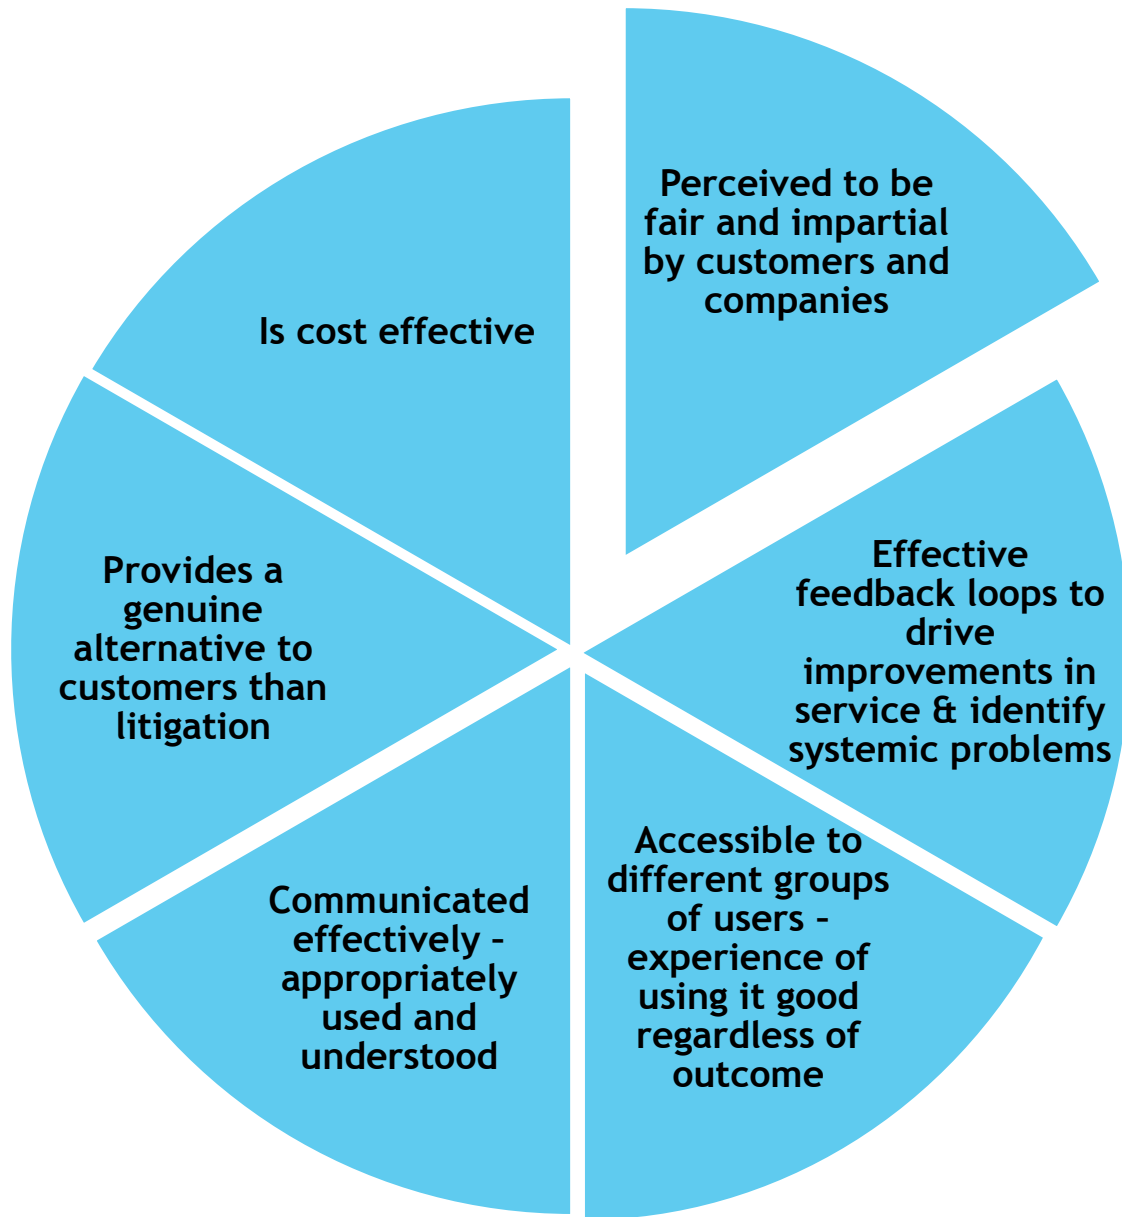 Perceived to be
fair and impartial
by customers and
companies
Effective
feedback loops to
drive
improvements in
service & identify
systemic problems
Accessible to
different groups
of users –
experience of
using it good
regardless of
outcome
Communicated
effectively –
appropriately
used and
understood
Provides a
genuine
alternative to
customers than
litigation
Is cost effective